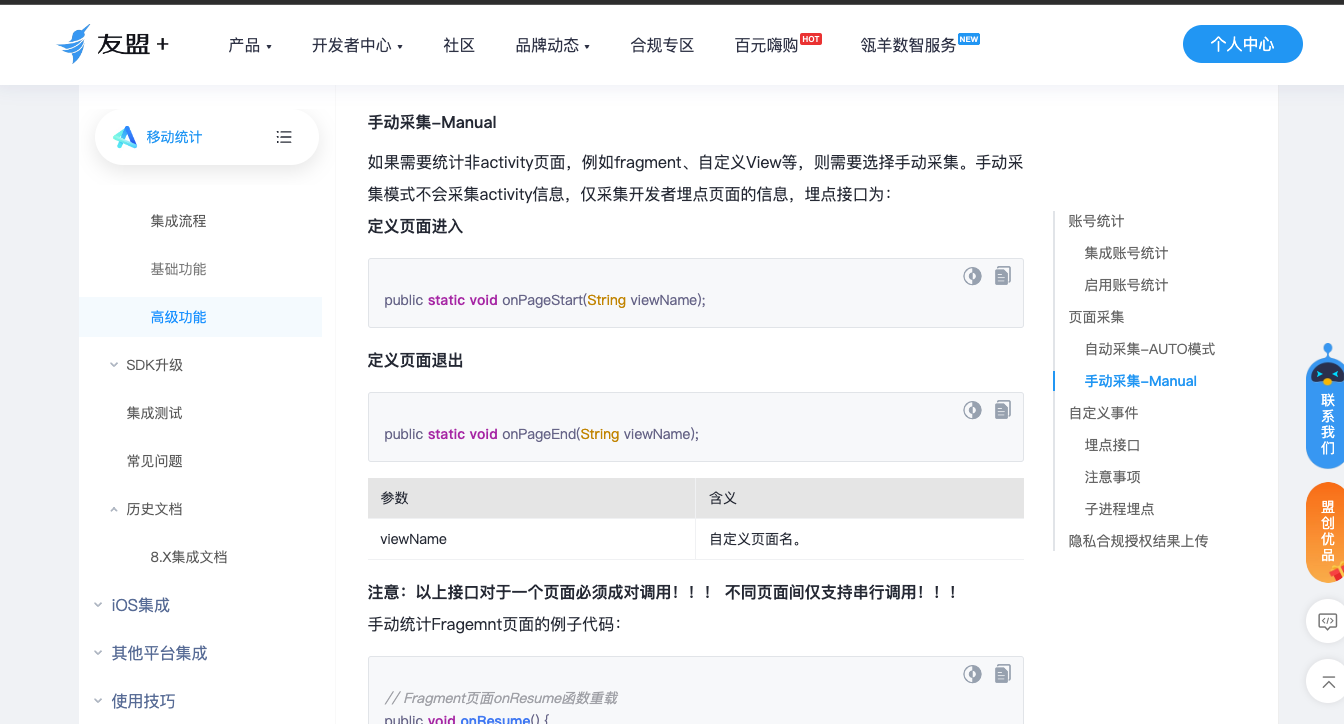 友盟+
产品
开发者中心
社区
品牌动态
合规专区
百元嗨购 HOT
瓴羊数智服务 NEW
个人中心
移动统计
集成流程
基础功能
高级功能
SDK升级
集成测试
常见问题
历史文档
8.X集成文档
iOS集成
其他平台集成
使用技巧
手动采集-Manual
如果需要统计非activity页面，例如fragment、自定义View等，则需要选择手动采集。手动采
集模式不会采集activity信息，仅采集开发者埋点页面的信息，埋点接口为：
定义页面进入
public static void onPageStart(String viewName);
定义页面退出
public static void onPageEnd(String viewName);
参数 含义
viewName 自定义页面名。
注意：以上接口对于一个页面必须成对调用！！！ 不同页面间仅支持串行调用！！！
手动统计Fragemnt页面的例子代码：
// Fragment页面onResume函数重载
public void onResume() {
账号统计
集成账号统计
启用账号统计
页面采集
自动采集-AUTO模式
手动采集-Manual
自定义事件
埋点接口
注意事项
子进程埋点
隐私合规授权结果上传
联系我们
盟创优品